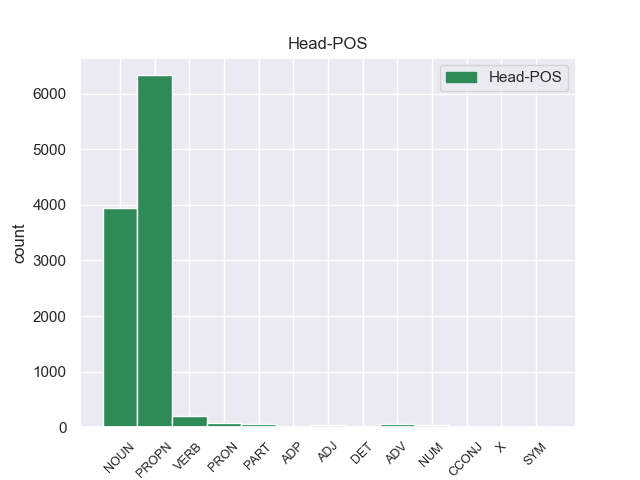 Head-POS
Head-POS
6000
5000
4000
3000
2000
1000
0
count
NOUN
PROPN
VERB
PRON
PART
ADP
ADJ
DET
ADV
NUM
CCONJ
X
SYM